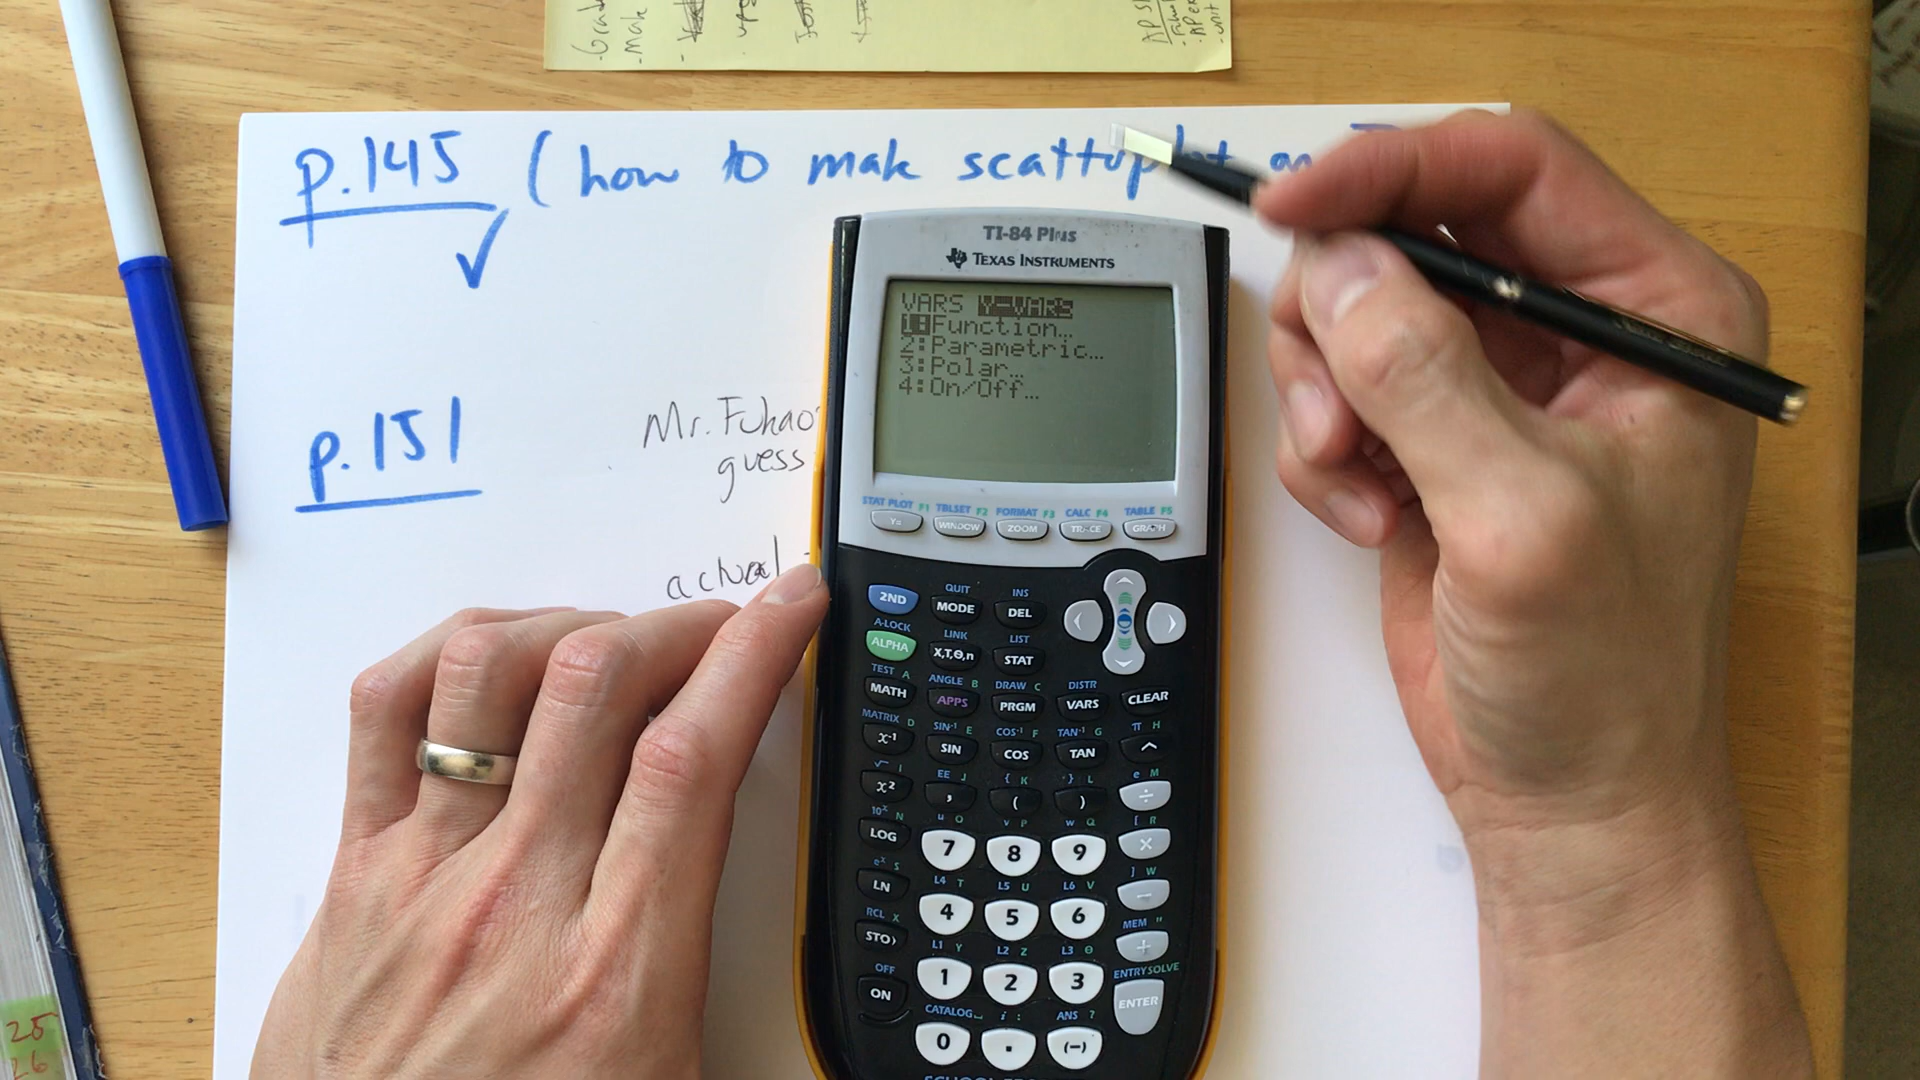 - make
p.145 (how to make scatterplot on
TI-84 Plus
TEXAS INSTRUMENTS
VARS Y-VARS
1:Function…
2:Parametric…
3:Polar…
4:On/Off…
p.151
Mr. Fukao
guess
actual
STAT PLOT F1 TBLSET F2 FORMAT F3 CALC F4 TABLE F5
Y= WINDOW ZOOM TRACE GRAPH
QUIT INS
2ND MODE DEL
A-LOCK LINK LIST
ALPHA X,T,Θ,n STAT
TEST A ANGLE B DRAW C DISTR
MATH APPS PRGM VARS CLEAR
MATRIX D SIN-1 E COS-1 F TAN-1 G π H
x-1 SIN COS TAN ^
√ I EE J { K } L e M
x2 , ( ) ÷
10x N u O v P w Q [ R
LOG 7 8 9 ×
ex S L4 T L5 U L6 V ] W
LN 4 5 6 −
RCL X L1 Y L2 Z L3 θ MEM "
STO› 1 2 3 +
OFF CATALOG i : ANS ? ENTRY SOLVE
ON 0 . (-) ENTER
25
26